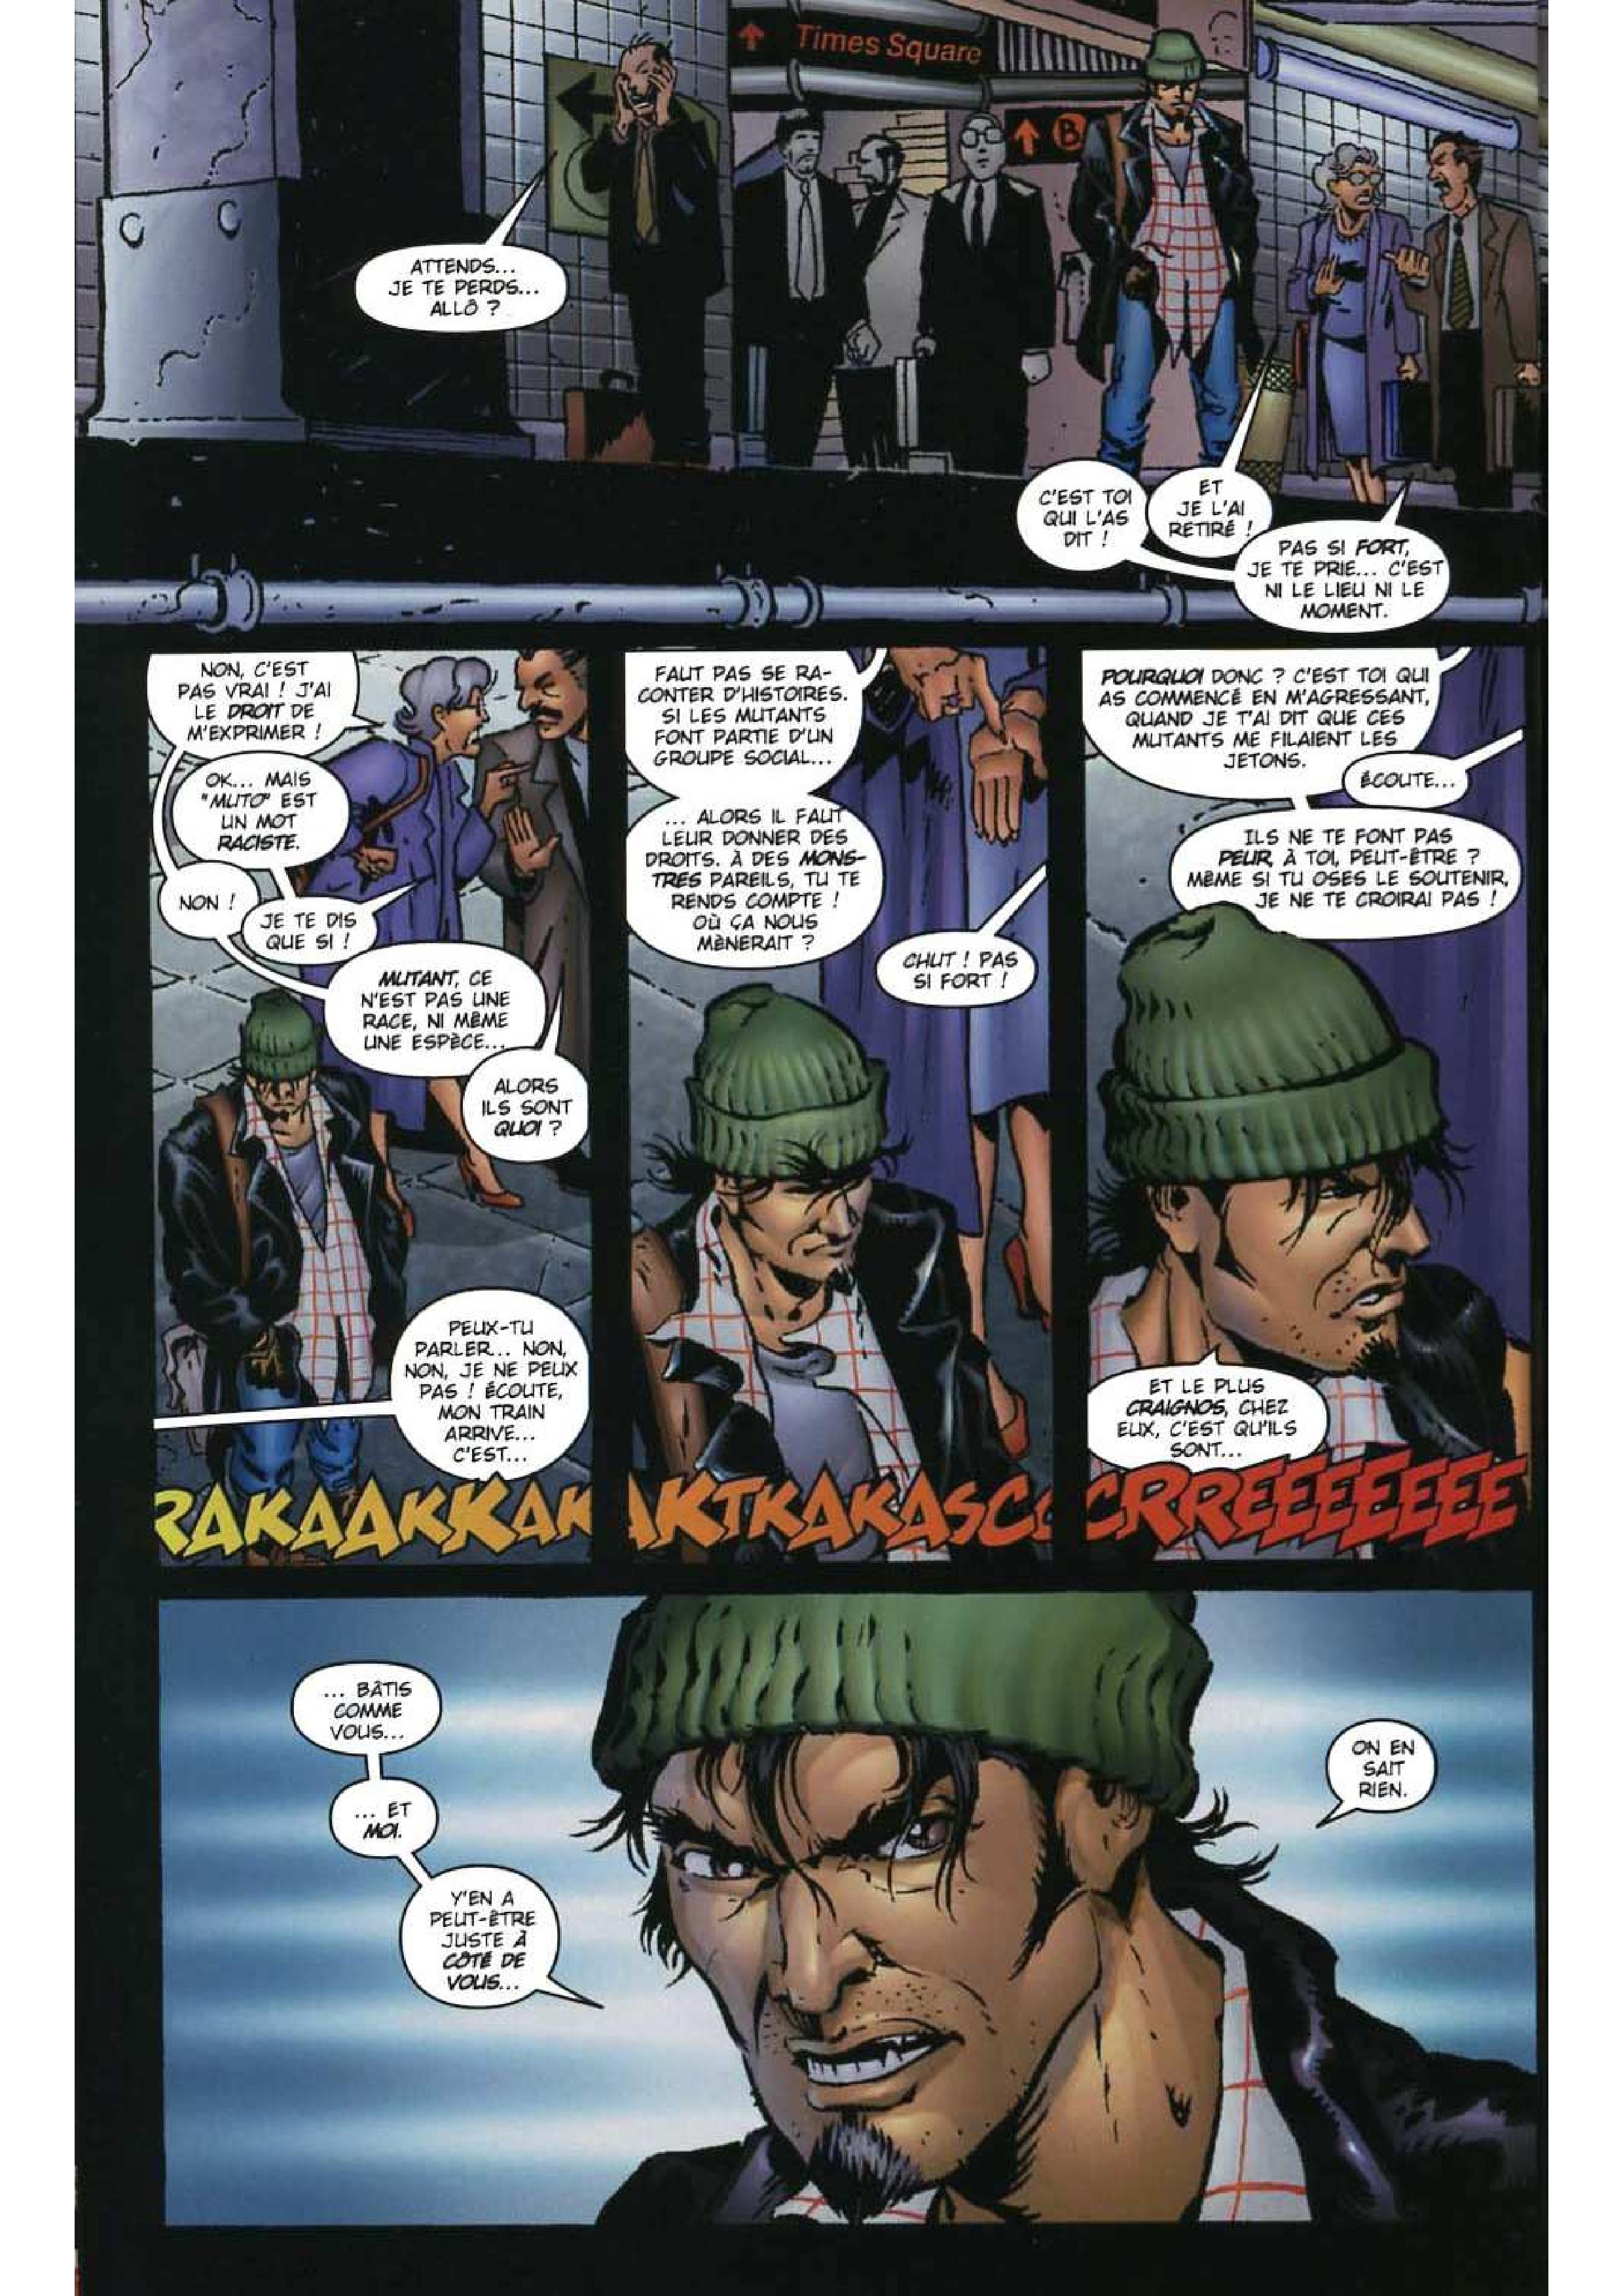 Times Square
B
ATTENDS...
JE TE PERDS...
ALLÔ ?
C'EST TOI
QUI L'AS
DIT !
ET
JE L'AI
RETIRÉ !
PAS SI FORT,
JE TE PRIE... C'EST
NI LE LIEU NI LE
MOMENT.
NON, C'EST
PAS VRAI ! J'AI
LE DROIT DE
M'EXPRIMER !
OK... MAIS
"MUTO" EST
UN MOT
RACISTE.
NON !
JE TE DIS
QUE SI !
MUTANT, CE
N'EST PAS UNE
RACE, NI MÊME
UNE ESPÈCE...
ALORS
ILS SONT
QUOI ?
PEUX-TU
PARLER... NON,
NON, JE NE PEUX
PAS ! ÉCOUTE,
MON TRAIN
ARRIVE...
C'EST...
RAKAAKKAK
FAUT PAS SE RA-
CONTER D'HISTOIRES.
SI LES MUTANTS
FONT PARTIE D'UN
GROUPE SOCIAL...
... ALORS IL FAUT
LEUR DONNER DES
DROITS. À DES MONS-
TRES PAREILS, TU TE
RENDS COMPTE !
OÙ ÇA NOUS
MÈNERAIT ?
CHUT ! PAS
SI FORT !
AKTKAKASCC
POURQUOI DONC ? C'EST TOI QUI
AS COMMENCÉ EN M'AGRESSANT,
QUAND JE T'AI DIT QUE CES
MUTANTS ME FILAIENT LES
JETONS.
ÉCOUTE...
ILS NE TE FONT PAS
PEUR, À TOI, PEUT-ÊTRE ?
MÊME SI TU OSES LE SOUTENIR,
JE NE TE CROIRAI PAS !
ET LE PLUS
CRAIGNOS, CHEZ
EUX, C'EST QU'ILS
SONT...
CRREEEEEEE
... BÂTIS
COMME
VOUS...
... ET
MOI.
Y'EN A
PEUT-ÊTRE
JUSTE À
CÔTÉ DE
VOUS...
ON EN
SAIT
RIEN.